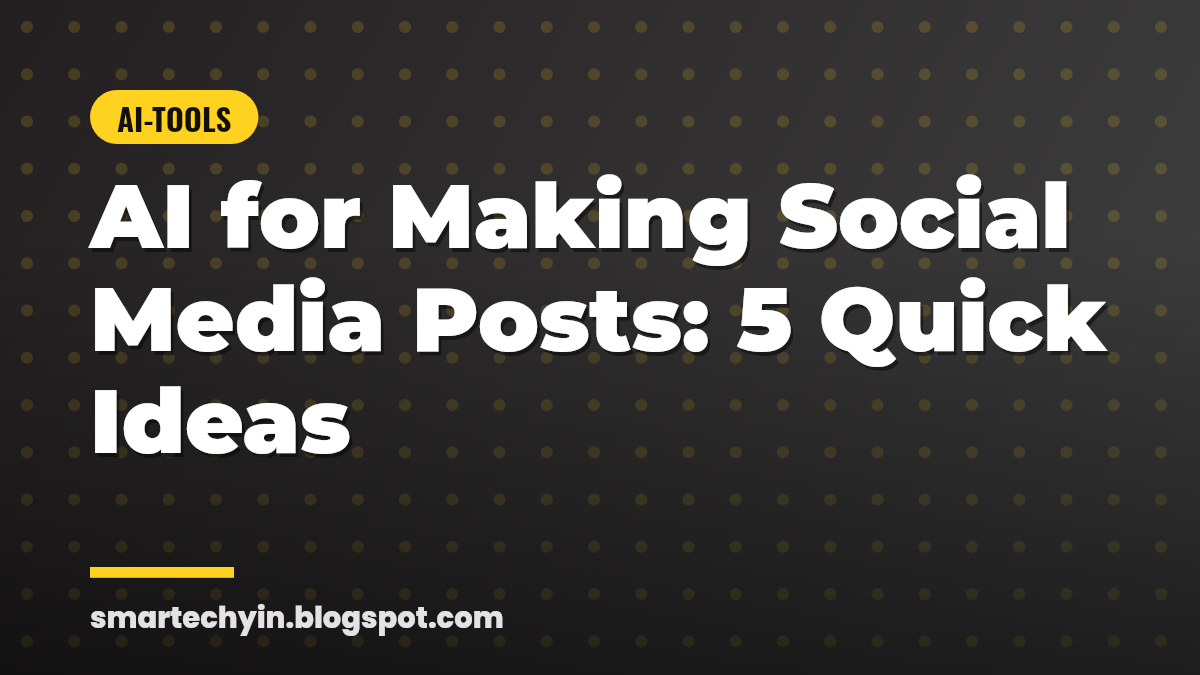 AI-TOOLS
AI for Making Social
Media Posts: 5 Quick
Ideas
smartechyin.blogspot.com